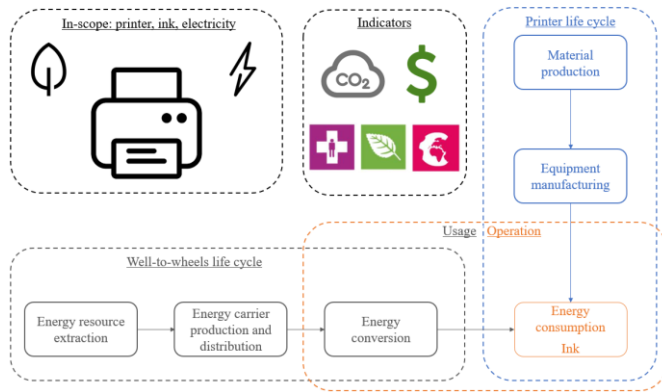 In-scope: printer, ink, electricity
Indicators
CO2
$
Printer life cycle
Material
production
Equipment
manufacturing
Usage Operation
Well-to-wheels life cycle
Energy resource
extraction
Energy carrier
production and
distribution
Energy
conversion
Energy
consumption
Ink